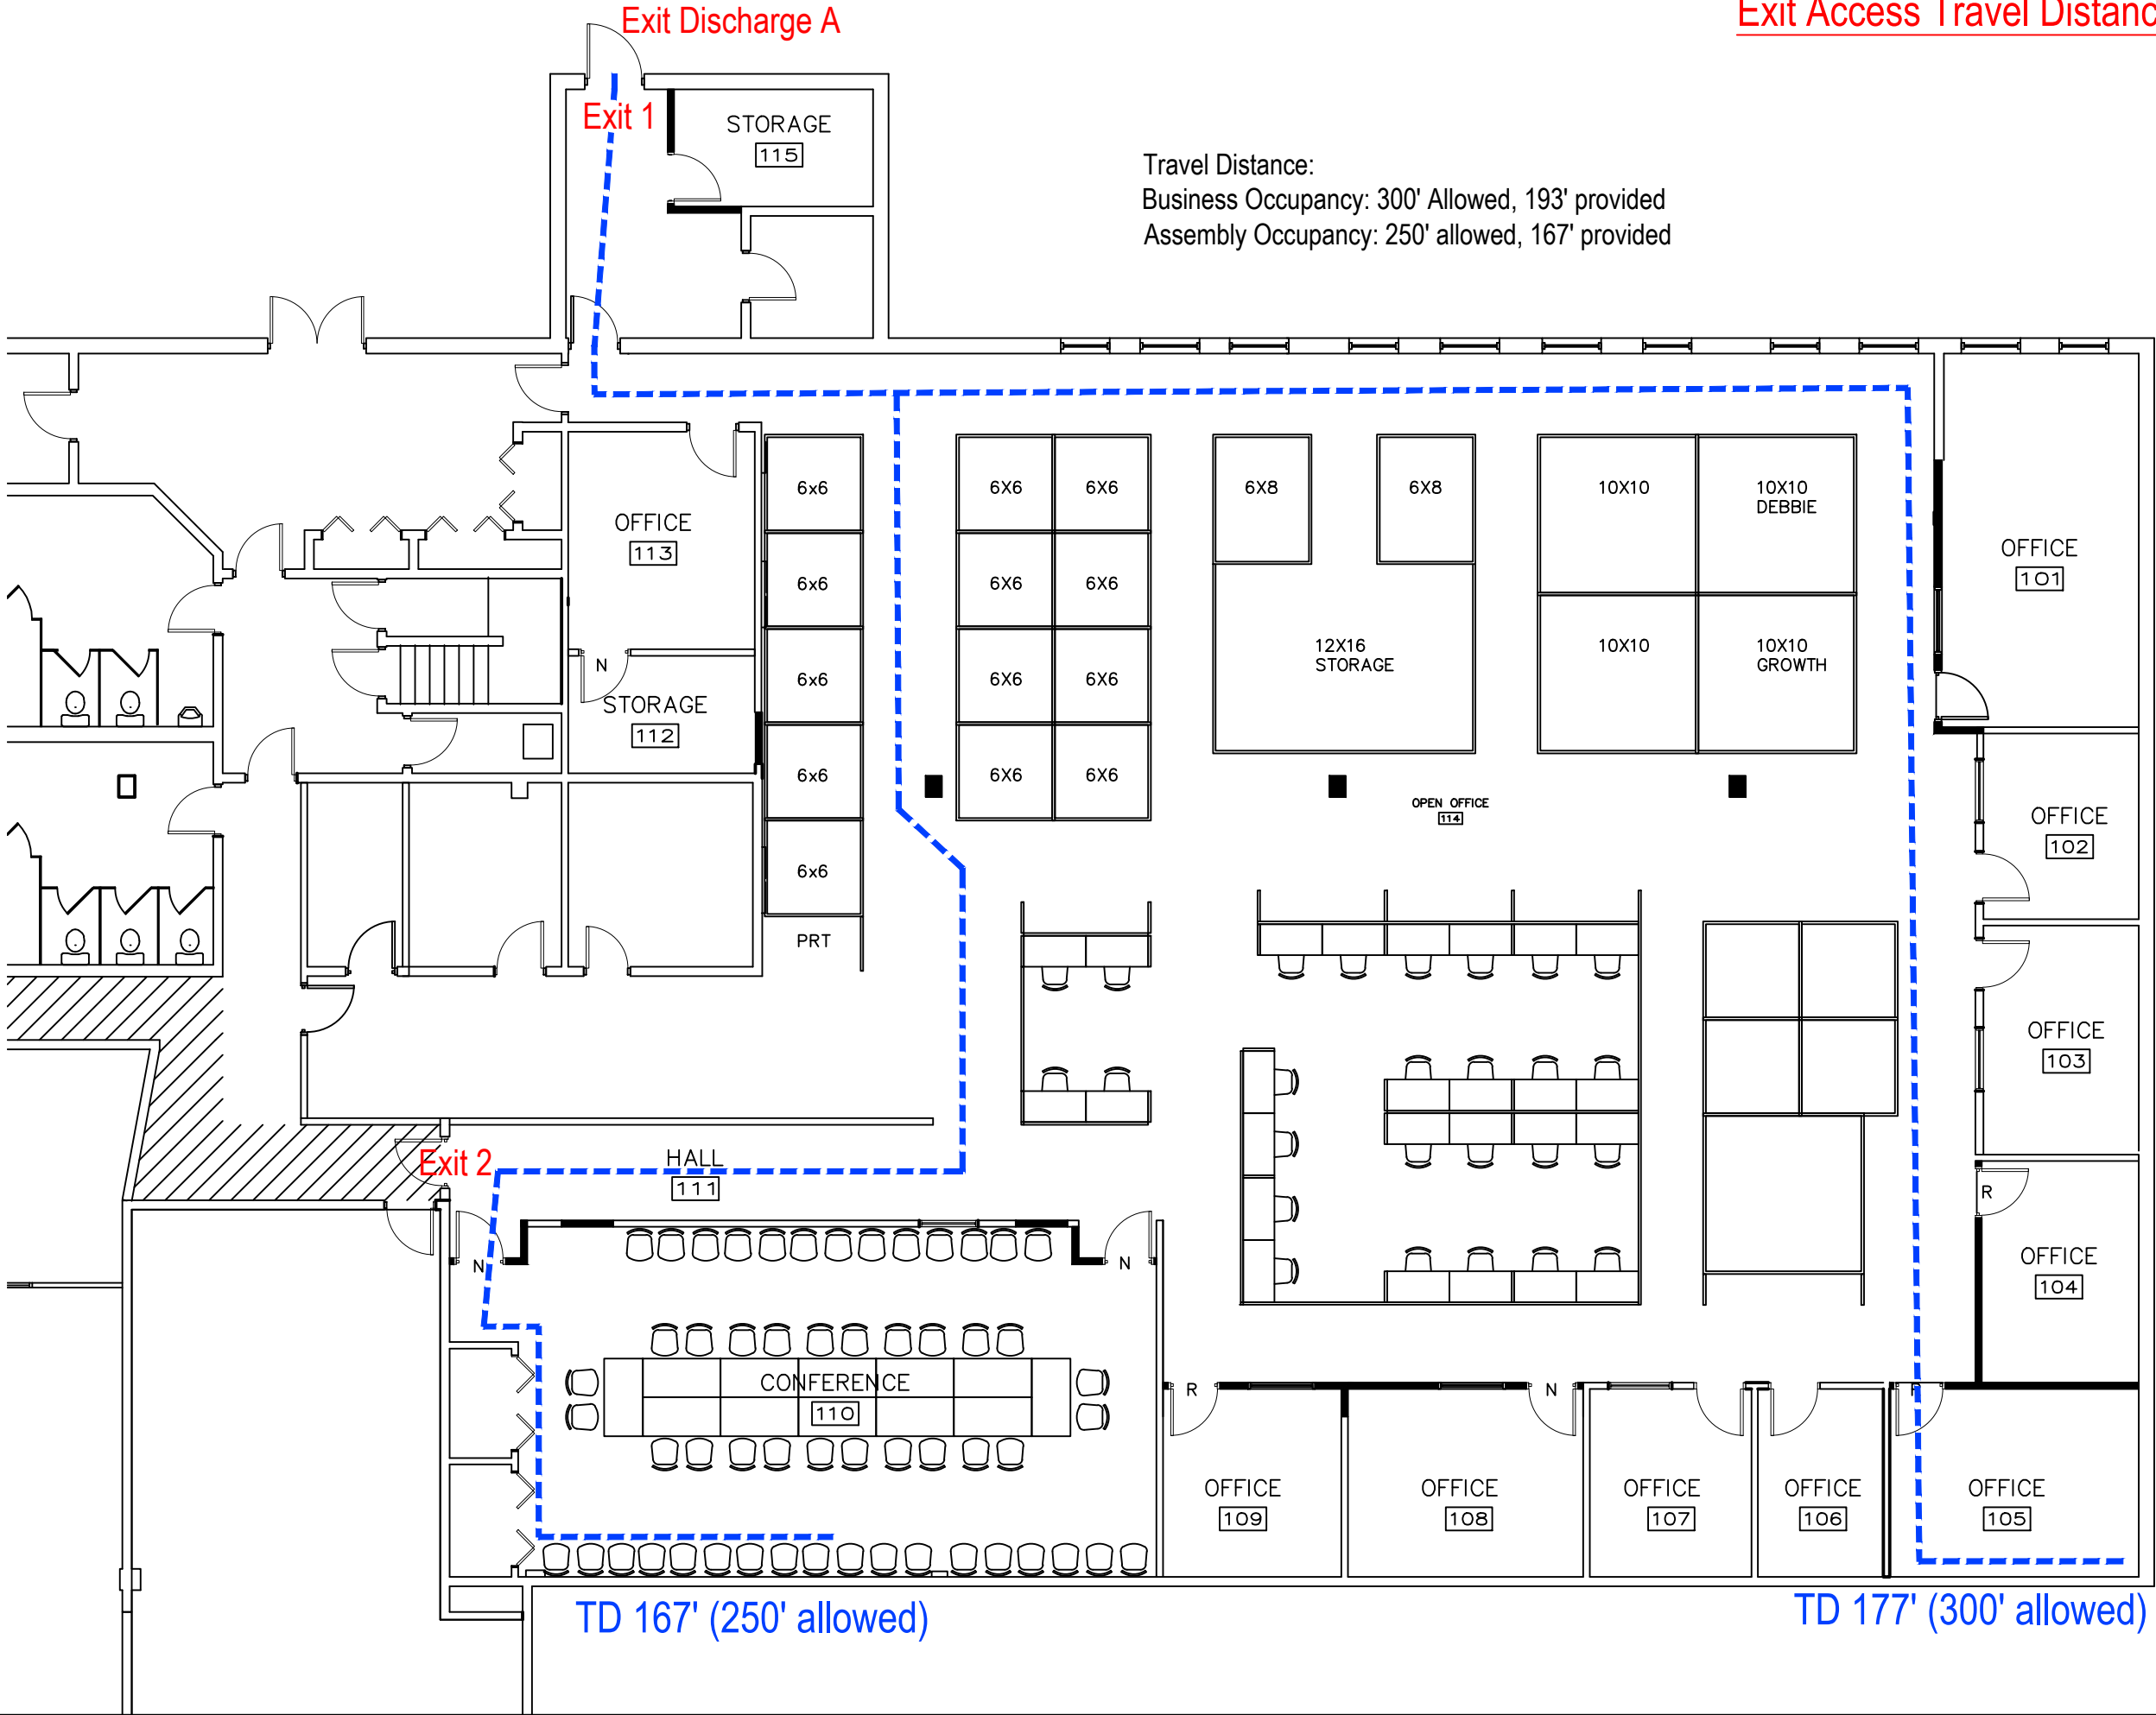 Exit Discharge A
Exit Access Travel Distanc
Exit 1
STORAGE
115
Travel Distance:
Business Occupancy: 300' Allowed, 193' provided
Assembly Occupancy: 250' allowed, 167' provided
6x6
6X6
6X6
6X8
6X8
10X10
10X10
DEBBIE
OFFICE
113
OFFICE
101
6x6
6X6
6X6
N
12X16
STORAGE
10X10
10X10
GROWTH
6x6
6X6
6X6
STORAGE
112
6x6
6X6
6X6
OPEN OFFICE
114
OFFICE
102
6x6
PRT
OFFICE
103
Exit 2
HALL
111
R
N
N
OFFICE
104
CONFERENCE
110
R
N
R
OFFICE
109
OFFICE
108
OFFICE
107
OFFICE
106
OFFICE
105
TD 167' (250' allowed)
TD 177' (300' allowed)